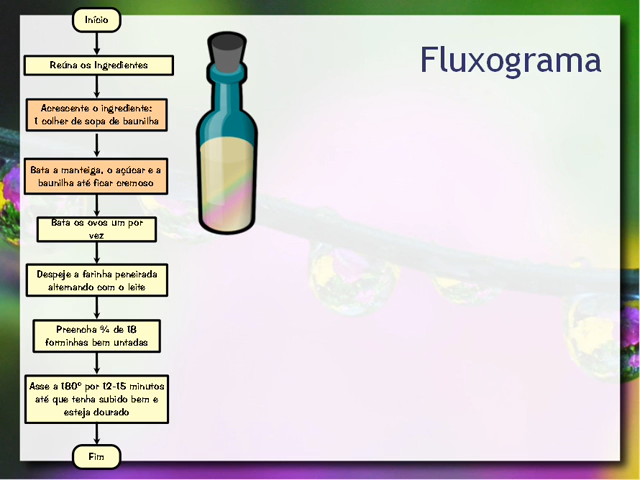 Início
Fluxograma
Reúna os Ingredientes
Acrescente o ingrediente:
1 colher de sopa de baunilha
Bata a manteiga, o açúcar e a
baunilha até ficar cremoso
Bata os ovos um por
vez
Despeje a farinha peneirada
alternando com o leite
Preencha ¾ de 18
forminhas bem untadas
Asse a 180º por 12-15 minutos
até que tenha subido bem e
esteja dourado
Fim